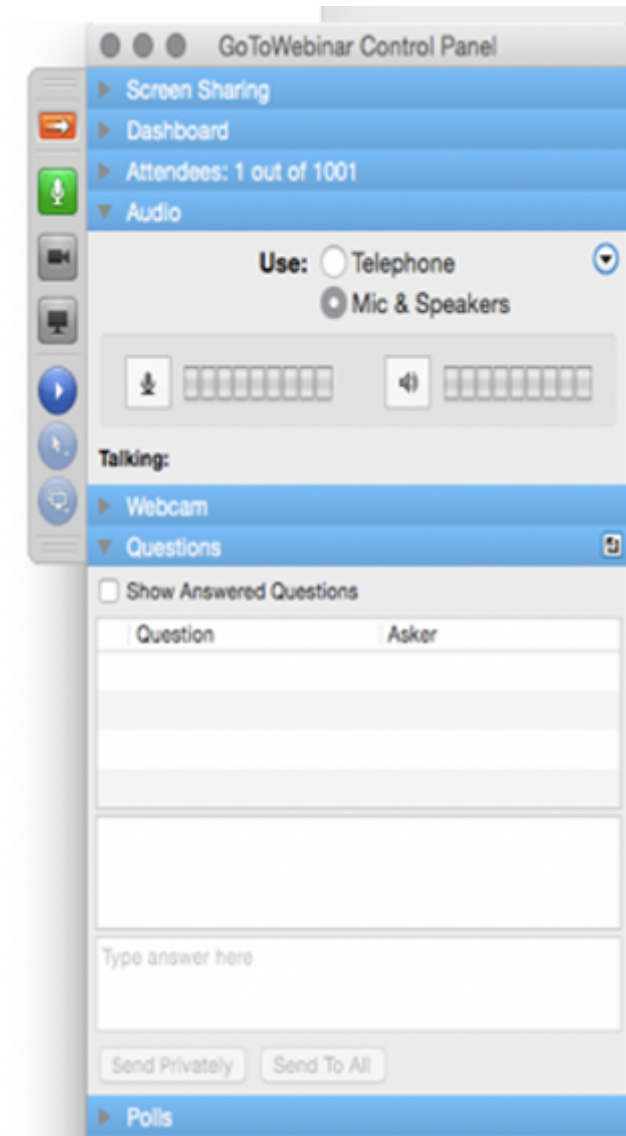 GoToWebinar Control Panel
Screen Sharing
Dashboard
Attendees: 1 out of 1001
Audio
Use: Telephone
Mic & Speakers
Talking:
Webcam
Questions
Show Answered Questions
Question Asker
Type answer here
Send Privately Send To All
Polls